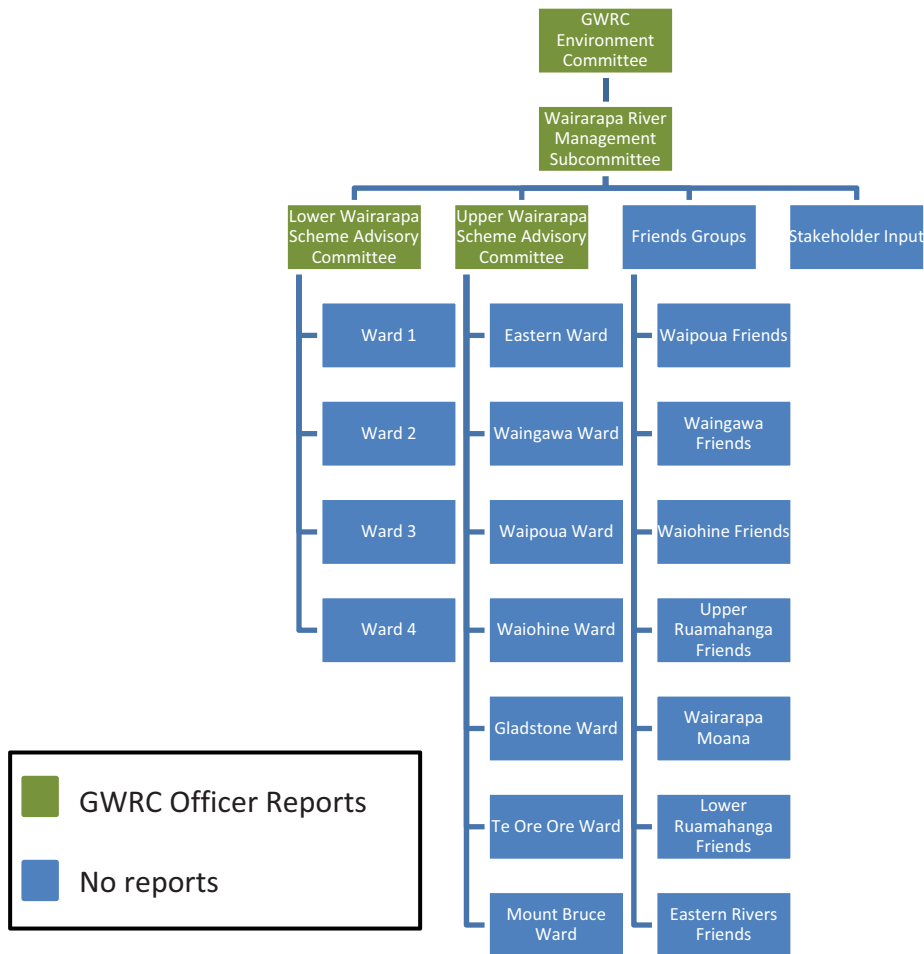 GWRC
Environment
Committee
Wairarapa River
Management
Subcommittee
Lower Wairarapa
Scheme Advisory
Committee
Upper Wairarapa
Scheme Advisory
Committee
Friends Groups
Stakeholder Input
Ward 1
Eastern Ward
Waipoua Friends
Ward 2
Waingawa Ward
Waingawa
Friends
Ward 3
Waipoua Ward
Waiohine Friends
Ward 4
Waiohine Ward
Upper
Ruamahanga
Friends
Gladstone Ward
Wairarapa
Moana
Te Ore Ore Ward
Lower
Ruamahanga
Friends
Mount Bruce
Ward
Eastern Rivers
Friends
GWRC Officer Reports
No reports